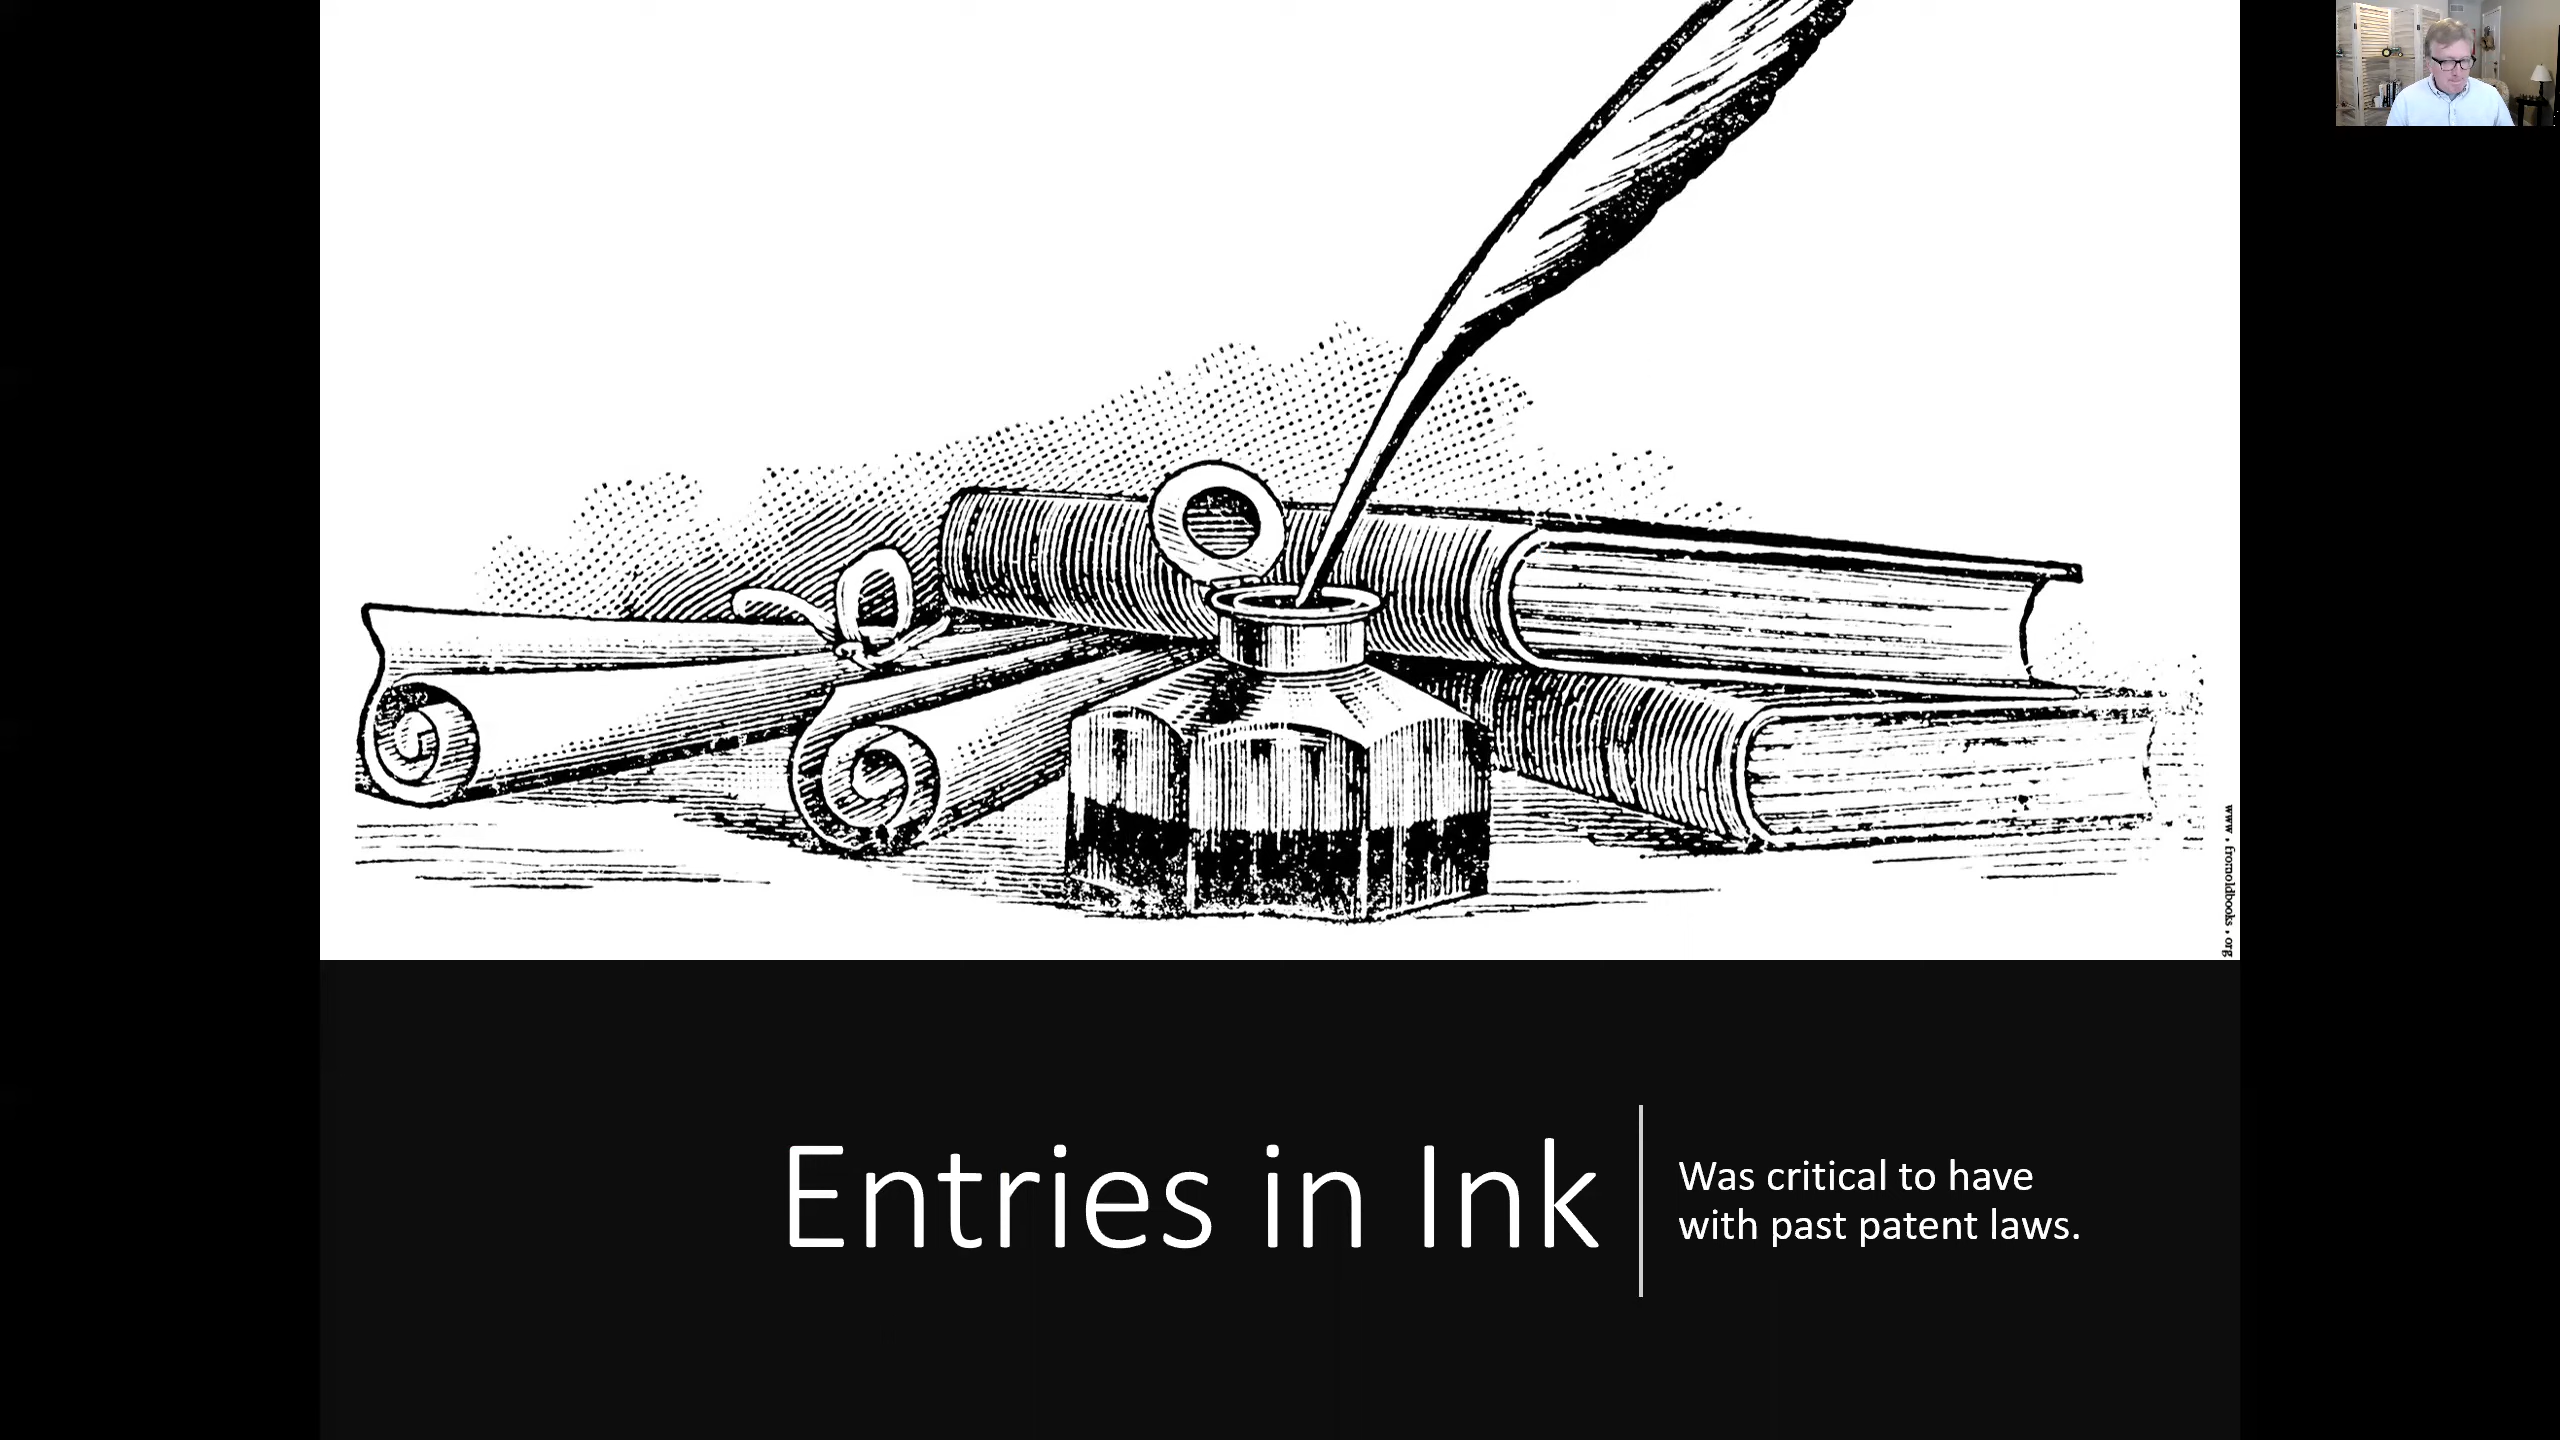 www . fromoldbooks . org
Entries in Ink
Was critical to have
with past patent laws.